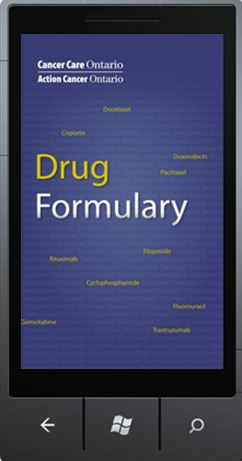 Cancer Care Ontario
Action Cancer Ontario
Docetaxel
Cisplatin
Doxorubicin
Drug
Paclitaxel
Formulary
Etoposide
Rituximab
Cyclophosphamide
Fluorouracil
Gemcitabine
Trastuzumab